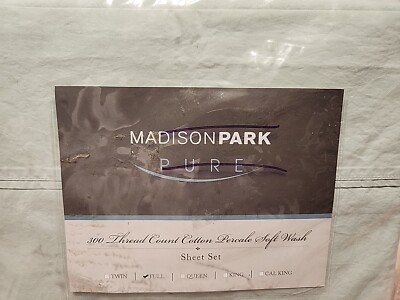 MADISON PARK
PURE
300 Thread Count Cotton Percale Soft Wash
Sheet Set
TWIN | ✓FULL | QUEEN | KING | CAL KING